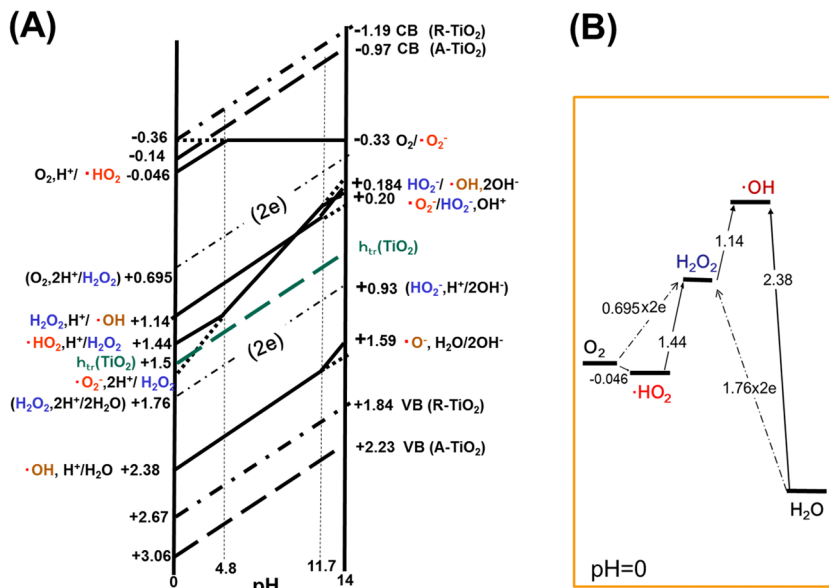 (A)
-1.19 CB (R-TiO₂)
-0.97 CB (A-TiO₂)
-0.36
-0.14
O₂,H⁺/ ·HO₂ -0.046
-0.33 O₂/·O₂⁻
+0.184 HO₂⁻/ ·OH,2OH⁻
+0.20 ·O₂⁻/HO₂⁻,OH⁺
(2e)
hₜᵣ(TiO₂)
(O₂,2H⁺/H₂O₂) +0.695
+0.93 (HO₂⁻,H⁺/2OH⁻)
H₂O₂,H⁺/ ·OH +1.14
·HO₂,H⁺/H₂O₂ +1.44
hₜᵣ(TiO₂) +1.5
·O₂⁻,2H⁺/ H₂O₂
(H₂O₂,2H⁺/2H₂O) +1.76
(2e)
+1.59 ·O⁻, H₂O/2OH⁻
+1.84 VB (R-TiO₂)
+2.23 VB (A-TiO₂)
·OH, H⁺/H₂O +2.38
+2.67
+3.06
0
4.8
pH
11.7
14
(B)
·OH
1.14
H₂O₂
2.38
0.695x2e
O₂
1.44
-0.046
·HO₂
1.76x2e
H₂O
pH=0